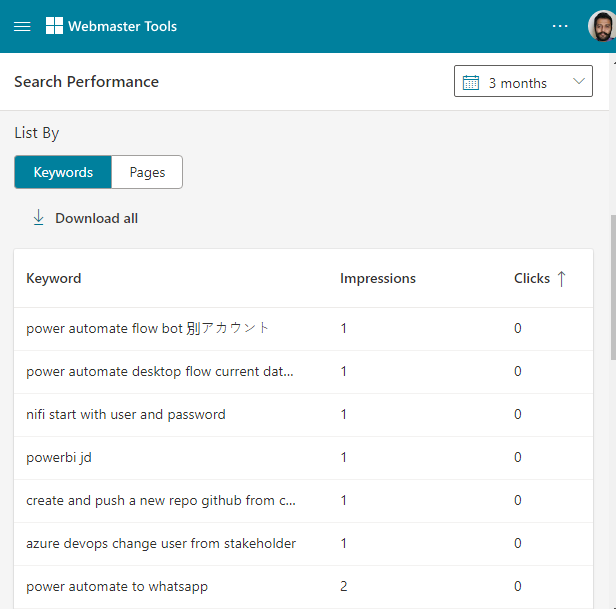 Webmaster Tools ...
Search Performance 3 months
List By
Keywords Pages
Download all
Keyword Impressions Clicks ↑
power automate flow bot 別アカウント 1 0
power automate desktop flow current dat... 1 0
nifi start with user and password 1 0
powerbi jd 1 0
create and push a new repo github from c... 1 0
azure devops change user from stakeholder 1 0
power automate to whatsapp 2 0